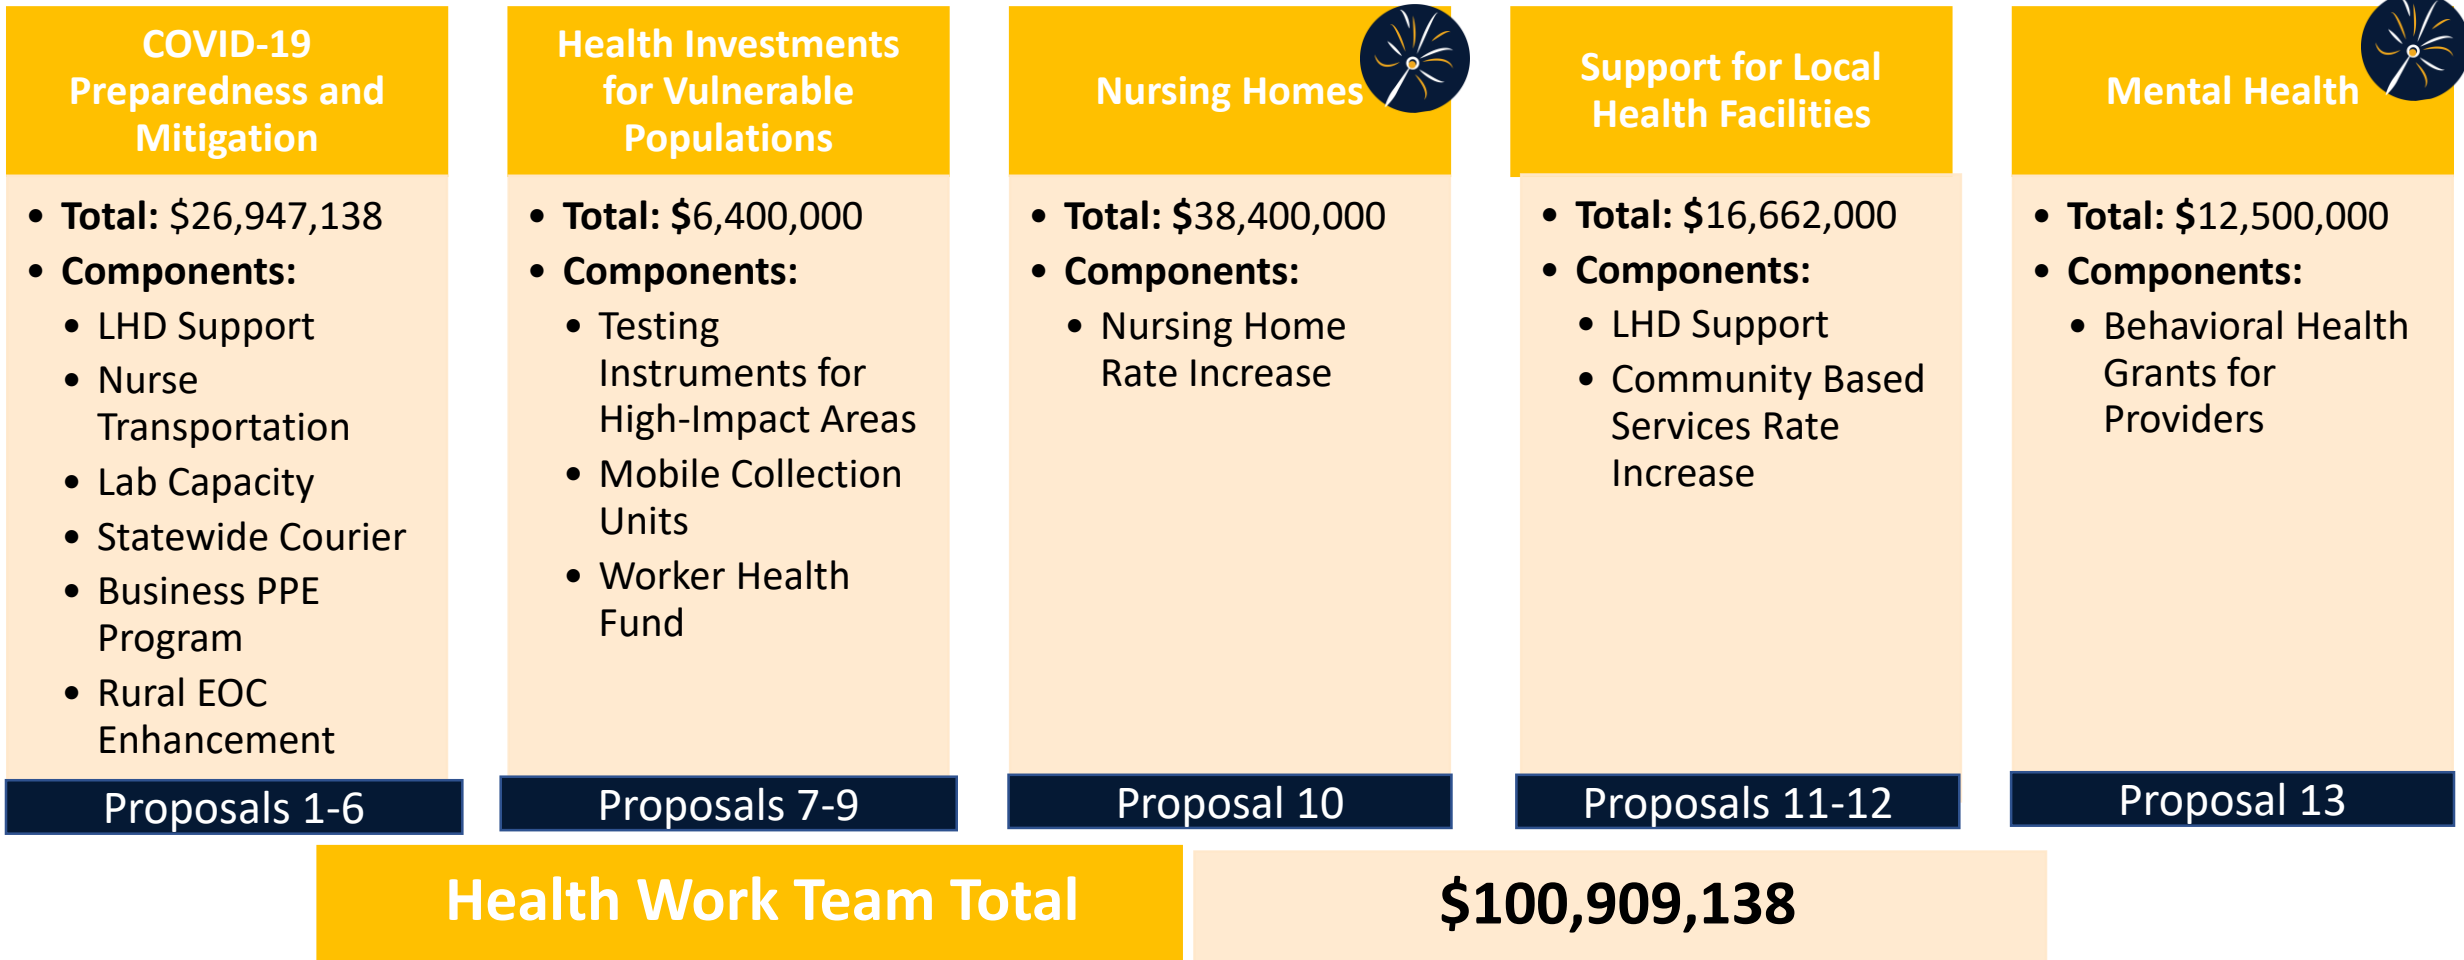 COVID-19
Preparedness and
Mitigation
• Total: $26,947,138
• Components:
• LHD Support
• Nurse
Transportation
• Lab Capacity
• Statewide Courier
• Business PPE
Program
• Rural EOC
Enhancement
Proposals 1-6
Health Investments
for Vulnerable
Populations
• Total: $6,400,000
• Components:
• Testing
Instruments for
High-Impact Areas
• Mobile Collection
Units
• Worker Health
Fund
Proposals 7-9
Nursing Homes
• Total: $38,400,000
• Components:
• Nursing Home
Rate Increase
Proposal 10
Support for Local
Health Facilities
• Total: $16,662,000
• Components:
• LHD Support
• Community Based
Services Rate
Increase
Proposals 11-12
Mental Health
• Total: $12,500,000
• Components:
• Behavioral Health
Grants for
Providers
Proposal 13
Health Work Team Total
$100,909,138